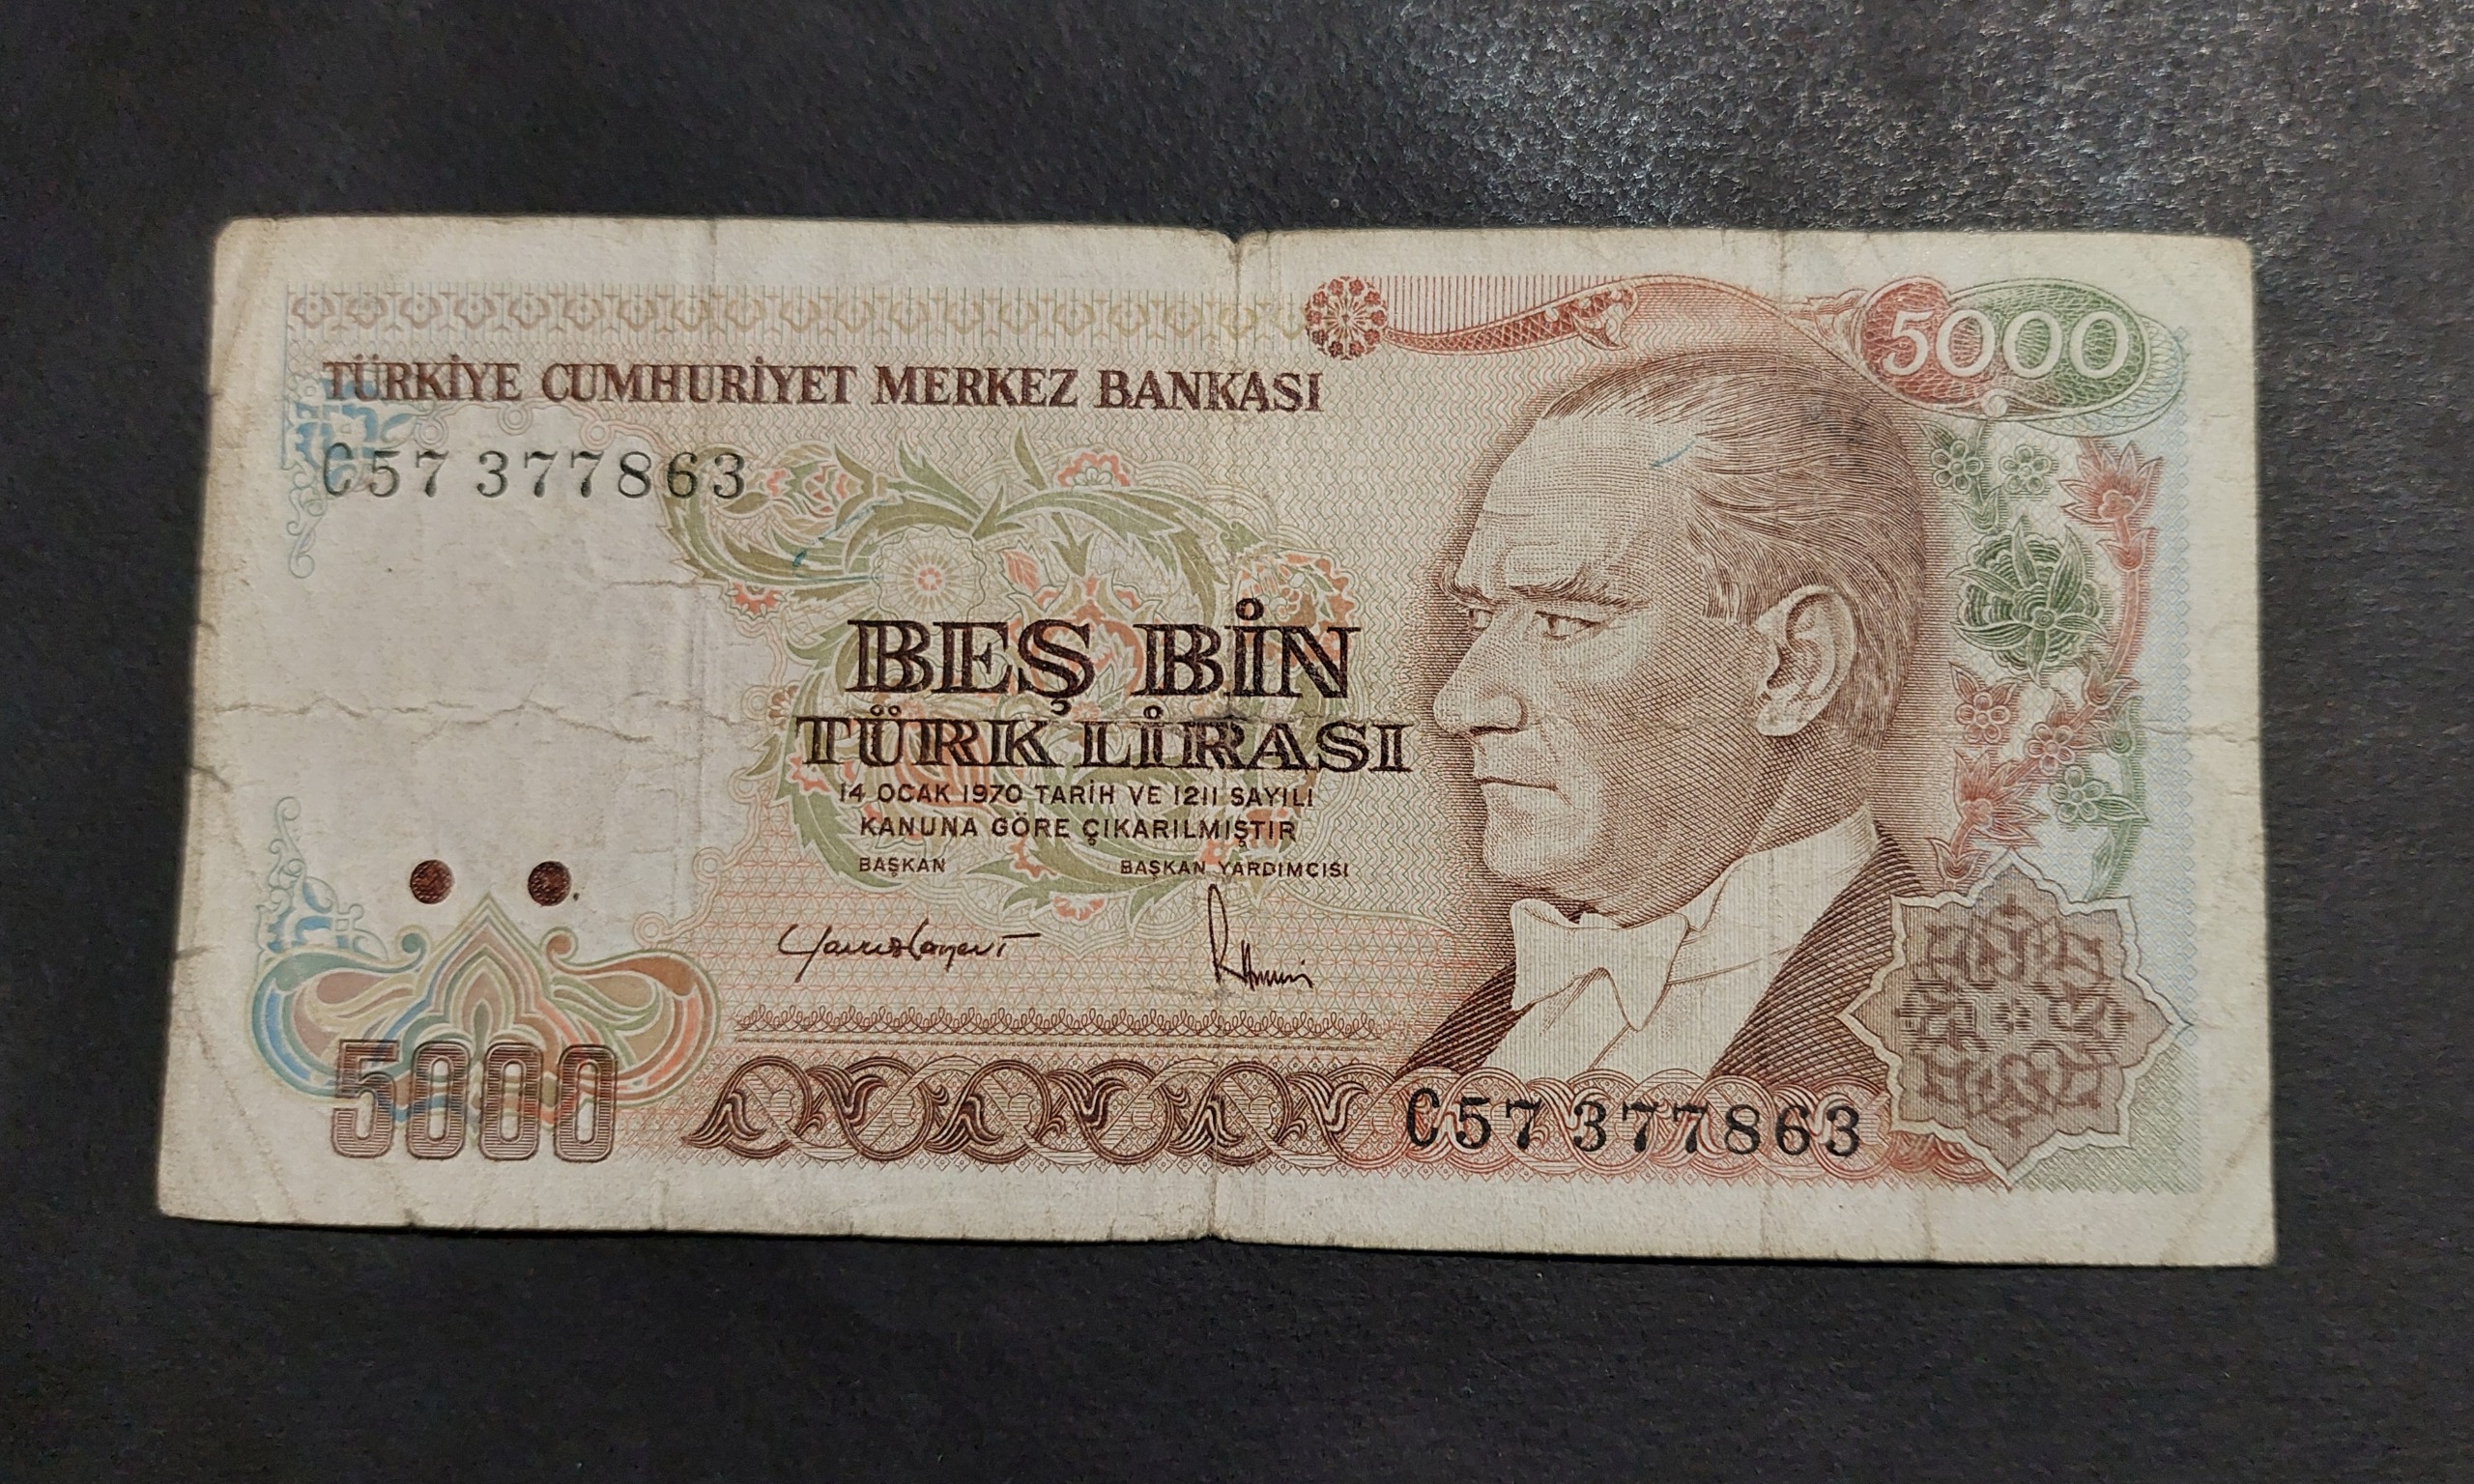 5000
TÜRKİYE CUMHURİYET MERKEZ BANKASI
C57 377863
BEŞ BİN
TÜRK LİRASI
14 OCAK 1970 TARİH VE 1211 SAYILI
KANUNA GÖRE ÇIKARILMIŞTIR
BAŞKAN BAŞKAN YARDIMCISI
5000
C57 377863